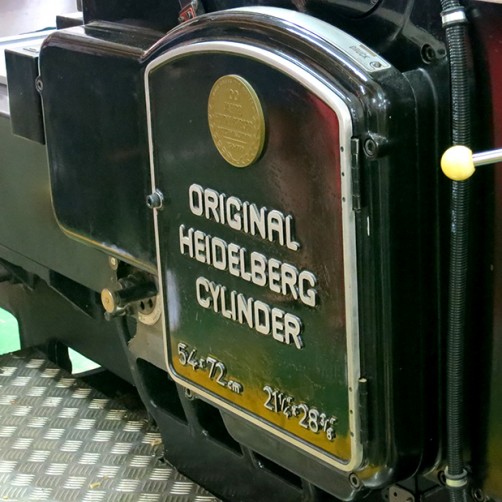 ORIGINAL
HEIDELBERG
CYLINDER
54×72 cm 21¼×28⅜